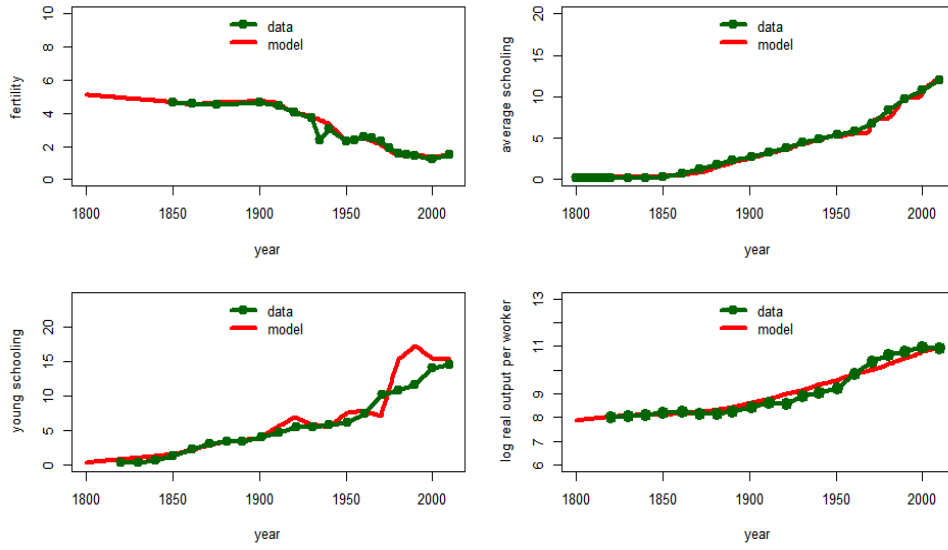 fertility
0 2 4 6 8 10
data
model
1800 1850 1900 1950 2000
year
average schooling
0 5 10 15 20
data
model
1800 1850 1900 1950 2000
year
young schooling
0 5 10 15 20
data
model
1800 1850 1900 1950 2000
year
log real output per worker
6 7 8 9 11 13
data
model
1800 1850 1900 1950 2000
year